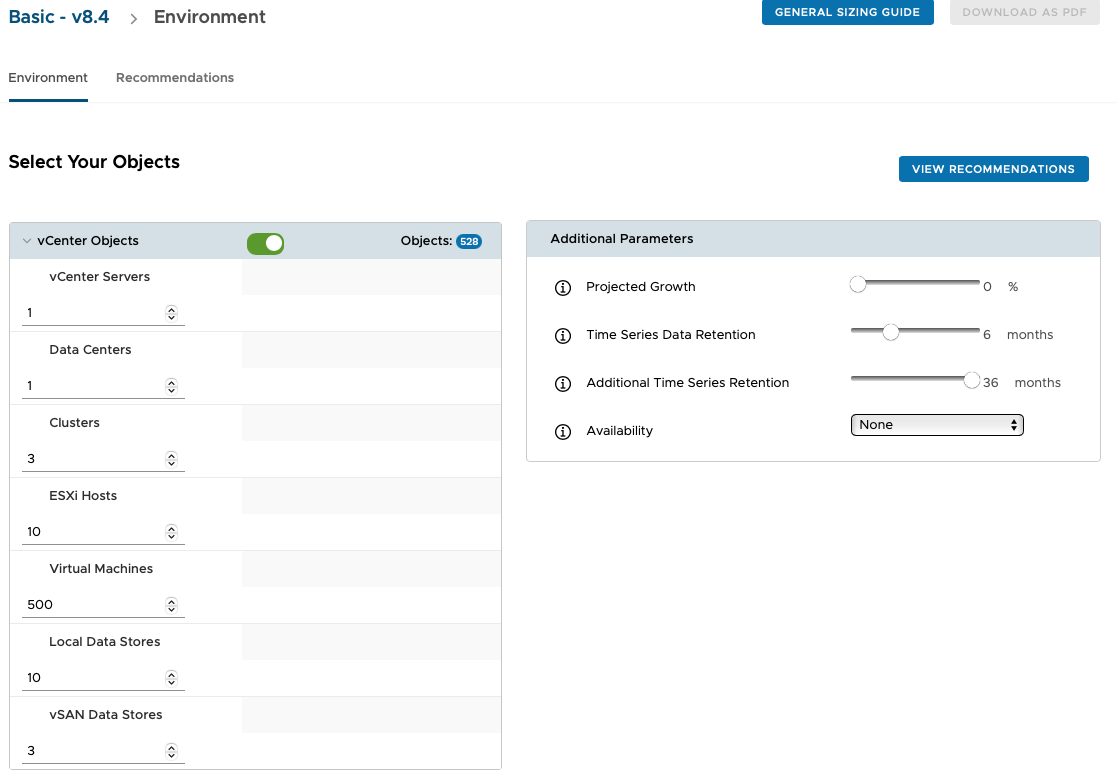 Basic - v8.4 > Environment
GENERAL SIZING GUIDE
DOWNLOAD AS PDF
Environment
Recommendations
Select Your Objects
VIEW RECOMMENDATIONS
vCenter Objects
Objects: 528
vCenter Servers
1
Data Centers
1
Clusters
3
ESXi Hosts
10
Virtual Machines
500
Local Data Stores
10
vSAN Data Stores
3
Additional Parameters
Projected Growth 0 %
Time Series Data Retention 6 months
Additional Time Series Retention 36 months
Availability None